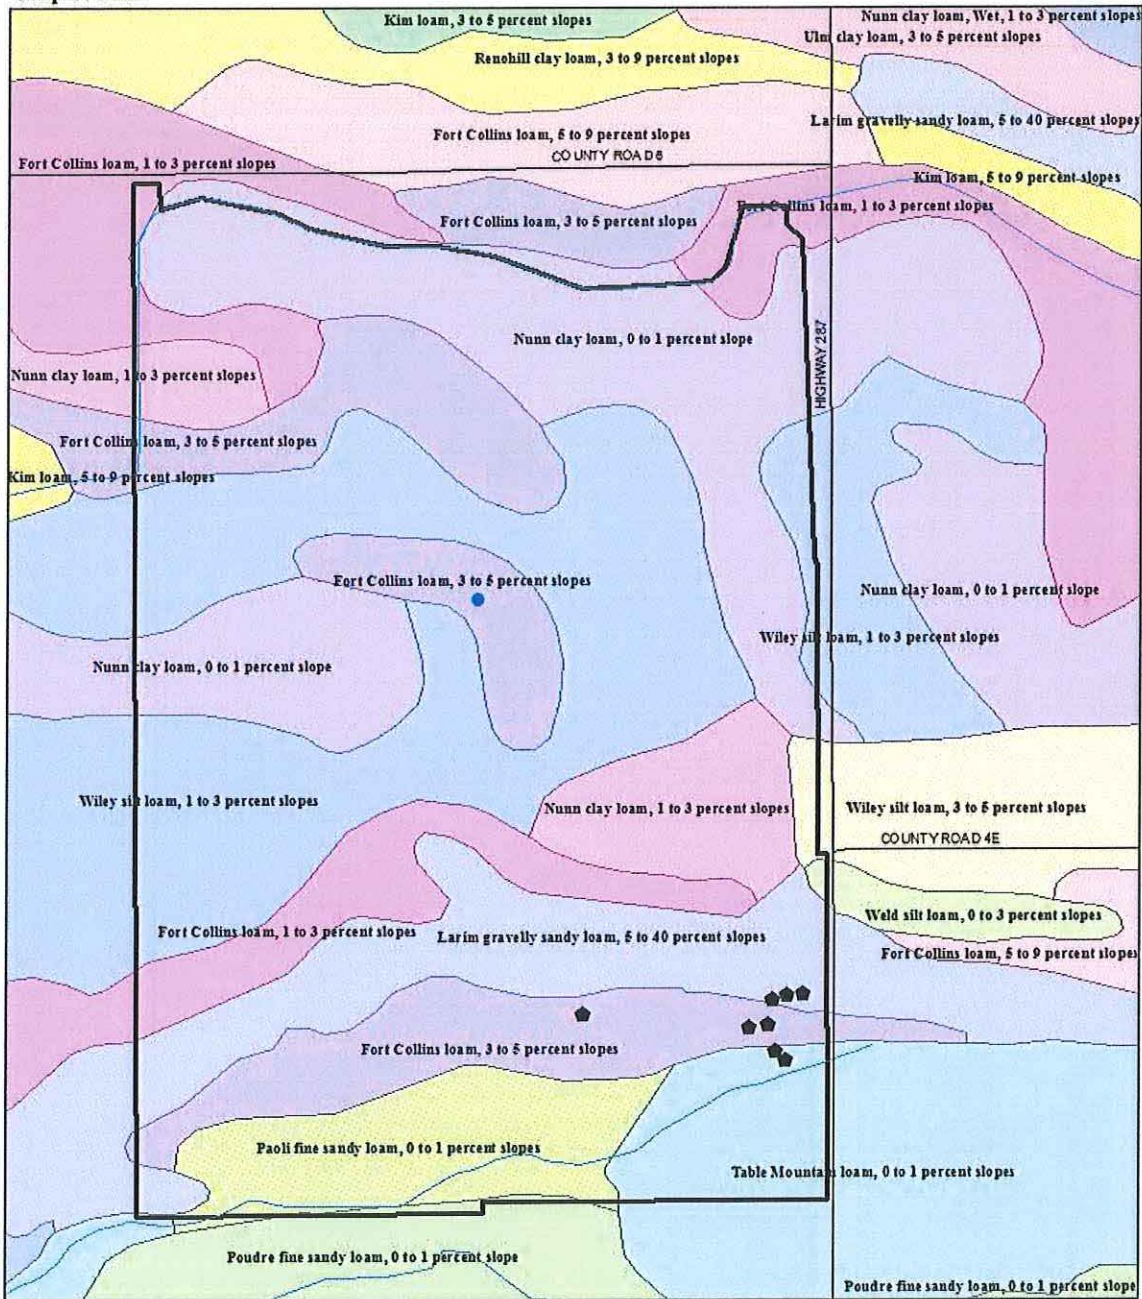 Kim loam, 3 to 5 percent slopes
Nunn clay loam, Wet, 1 to 3 percent slopes
Ulm clay loam, 3 to 5 percent slopes
Renohill clay loam, 3 to 9 percent slopes
Larim gravelly sandy loam, 5 to 40 percent slopes
Fort Collins loam, 5 to 9 percent slopes
COUNTY ROAD 8
Fort Collins loam, 1 to 3 percent slopes
Kim loam, 5 to 9 percent slopes
Fort Collins loam, 1 to 3 percent slopes
Fort Collins loam, 3 to 5 percent slopes
Nunn clay loam, 0 to 1 percent slope
HIGHWAY 287
Nunn clay loam, 1 to 3 percent slopes
Fort Collins loam, 3 to 5 percent slopes
Kim loam, 5 to 9 percent slopes
Fort Collins loam, 3 to 5 percent slopes
Nunn clay loam, 0 to 1 percent slope
Wiley silt loam, 1 to 3 percent slopes
Nunn clay loam, 0 to 1 percent slope
Wiley silt loam, 1 to 3 percent slopes
Nunn clay loam, 1 to 3 percent slopes
Wiley silt loam, 3 to 5 percent slopes
COUNTY ROAD 4E
Weld silt loam, 0 to 3 percent slopes
Fort Collins loam, 1 to 3 percent slopes
Larim gravelly sandy loam, 5 to 40 percent slopes
Fort Collins loam, 5 to 9 percent slopes
Fort Collins loam, 3 to 5 percent slopes
Paoli fine sandy loam, 0 to 1 percent slopes
Table Mountain loam, 0 to 1 percent slopes
Poudre fine sandy loam, 0 to 1 percent slope
Poudre fine sandy loam, 0 to 1 percent slope